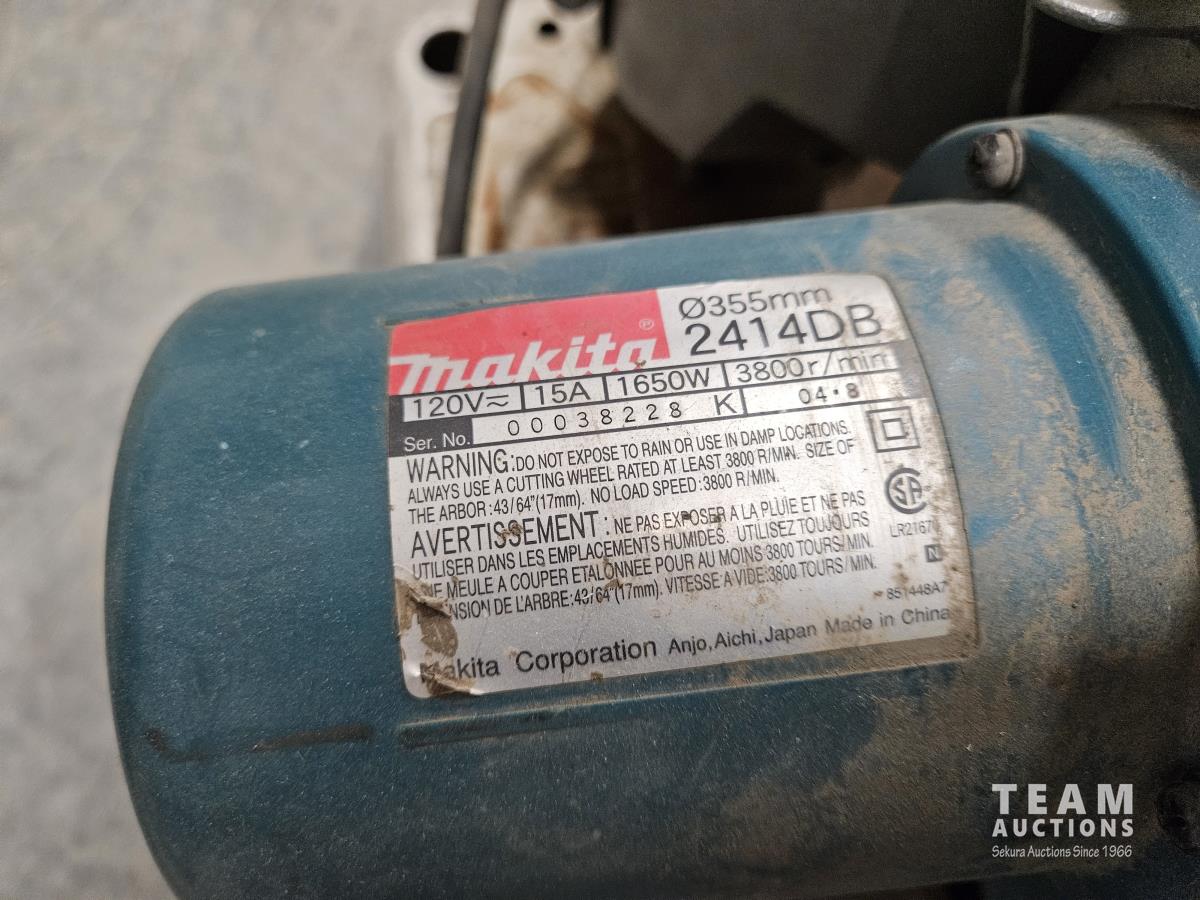 makita®
Ø355mm
2414DB
120V≂ 15A 1650W 3800r/min
Ser. No. 00038228 K 04・8
WARNING:DO NOT EXPOSE TO RAIN OR USE IN DAMP LOCATIONS.
ALWAYS USE A CUTTING WHEEL RATED AT LEAST 3800 R/MIN. SIZE OF
THE ARBOR:43/64"(17mm). NO LOAD SPEED:3800 R/MIN.
AVERTISSEMENT : NE PAS EXPOSER A LA PLUIE ET NE PAS
UTILISER DANS LES EMPLACEMENTS HUMIDES. UTILISEZ TOUJOURS
MEULE A COUPER ETALONNEE POUR AU MOINS 3800 TOURS/MIN.
DE L'ARBRE:43/64"(17mm). VITESSE A VIDE:3800 TOURS/MIN.
SA
N
851448A7
Makita Corporation Anjo,Aichi,Japan Made in China
TEAM
AUCTIONS
Sekura Auctions Since 1966